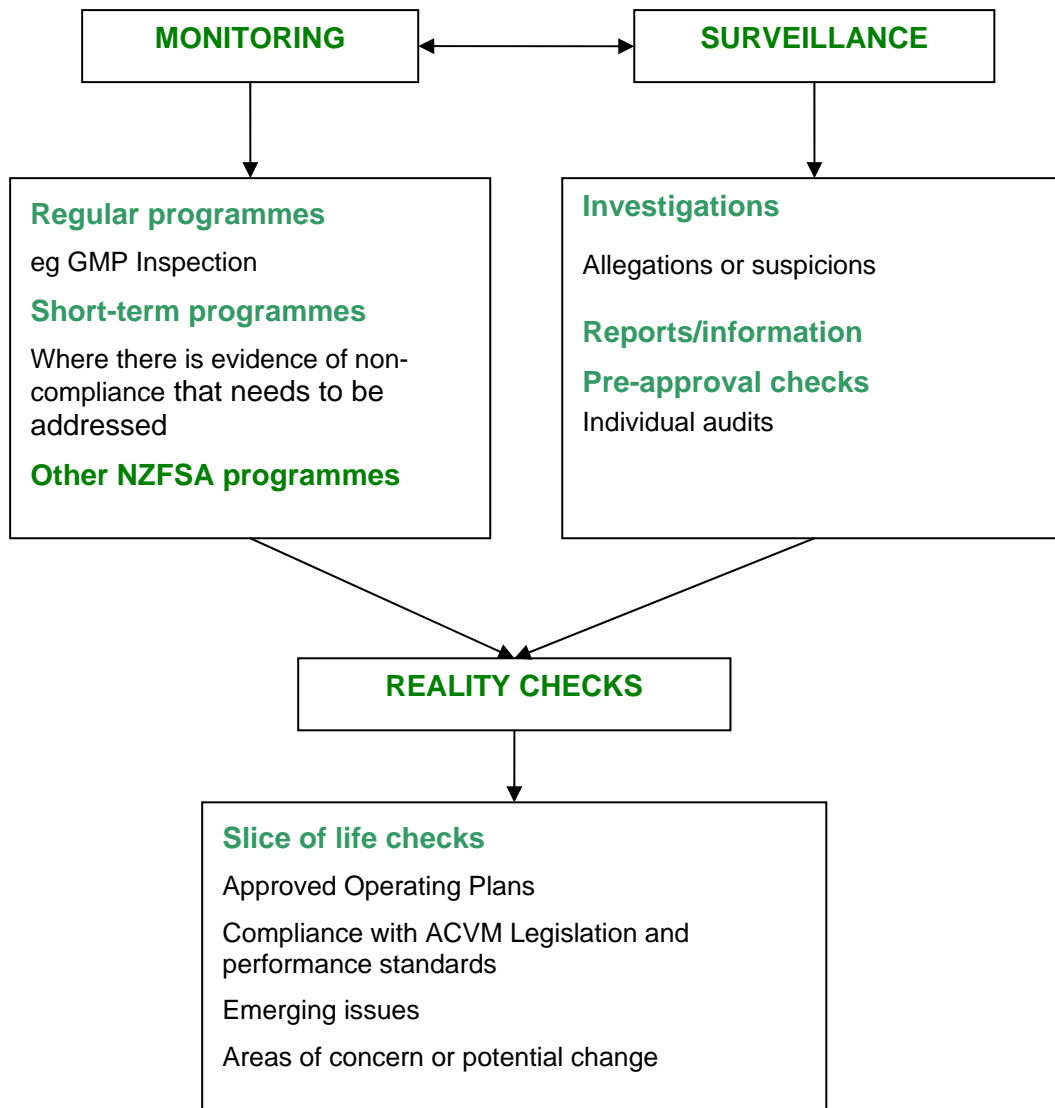 MONITORING
SURVEILLANCE
Regular programmes
eg GMP Inspection
Short-term programmes
Where there is evidence of non-
compliance that needs to be
addressed
Other NZFSA programmes
Investigations
Allegations or suspicions
Reports/information
Pre-approval checks
Individual audits
REALITY CHECKS
Slice of life checks
Approved Operating Plans
Compliance with ACVM Legislation and
performance standards
Emerging issues
Areas of concern or potential change